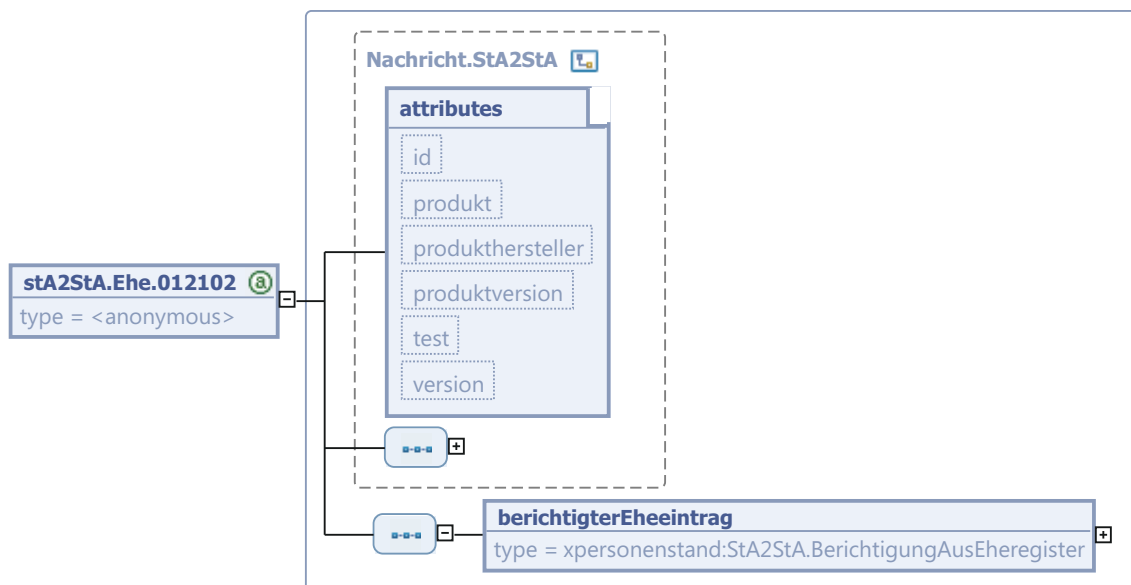 Nachricht.StA2StA
attributes
id
produkt
produkthersteller
produktversion
test
version
stA2StA.Ehe.012102 a
type = <anonymous>
berichtigterEheeintrag
type = xpersonenstand:StA2StA.BerichtigungAusEheregister